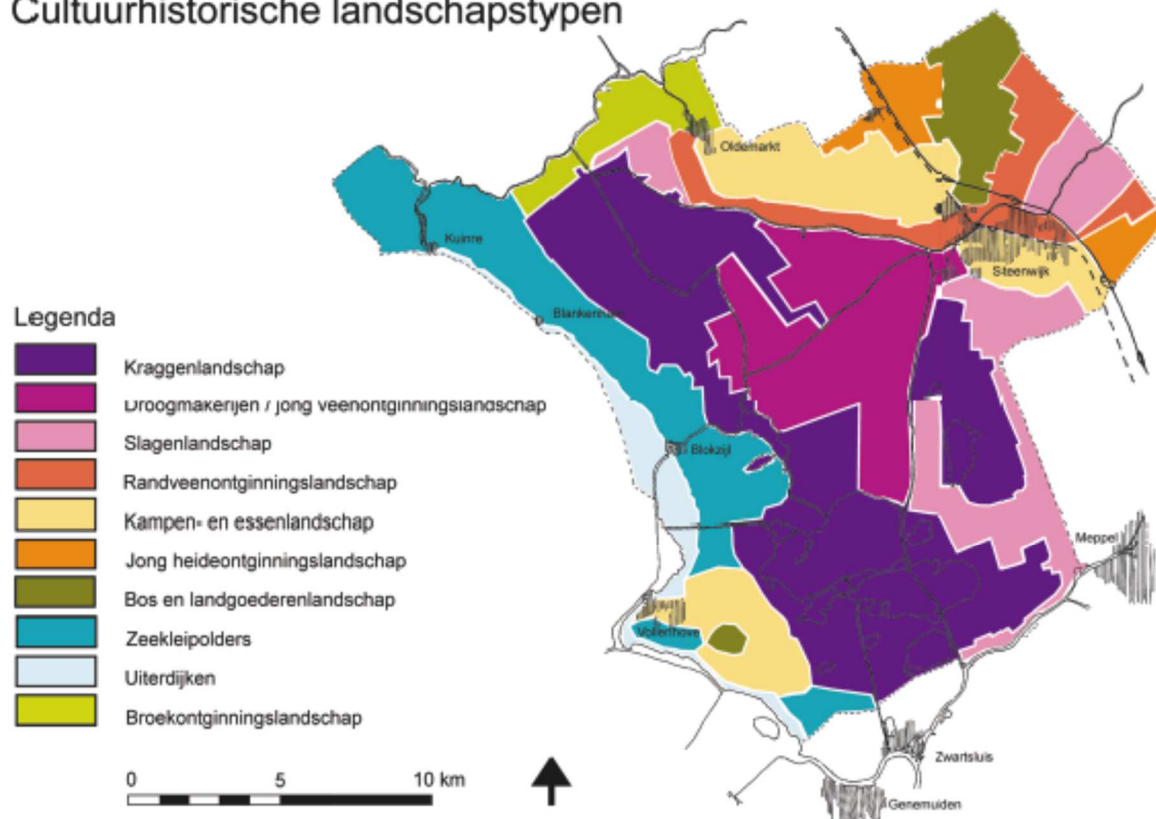 Cultuurhistorische landschapstypen
Oldemarkt
Kuinre
Steenwijk
Blankenham
Legenda
Kraggenlandschap
Droogmakerijen / jong veenontginningslandschap
Slagenlandschap
Blokzijl
Randveenontginningslandschap
Kampen- en essenlandschap
Meppel
Jong heideontginningslandschap
Bos en landgoederenlandschap
Zeekleipolders
Vollenhove
Uiterdijken
Broekontginningslandschap
Zwartsluis
0 5 10 km
Genemuiden